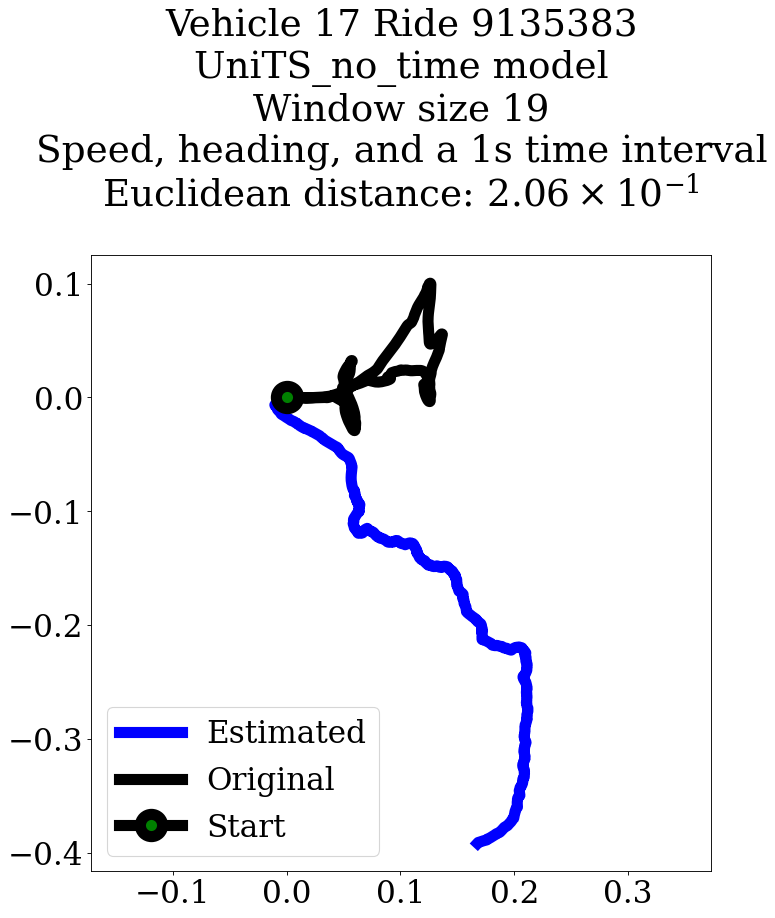 Vehicle 17 Ride 9135383
UniTS_no_time model
Window size 19
Speed, heading, and a 1s time interval
Euclidean distance: 2.06 × 10⁻¹
0.1
0.0
−0.1
−0.2
−0.3
−0.4
Estimated
Original
Start
−0.1 0.0 0.1 0.2 0.3